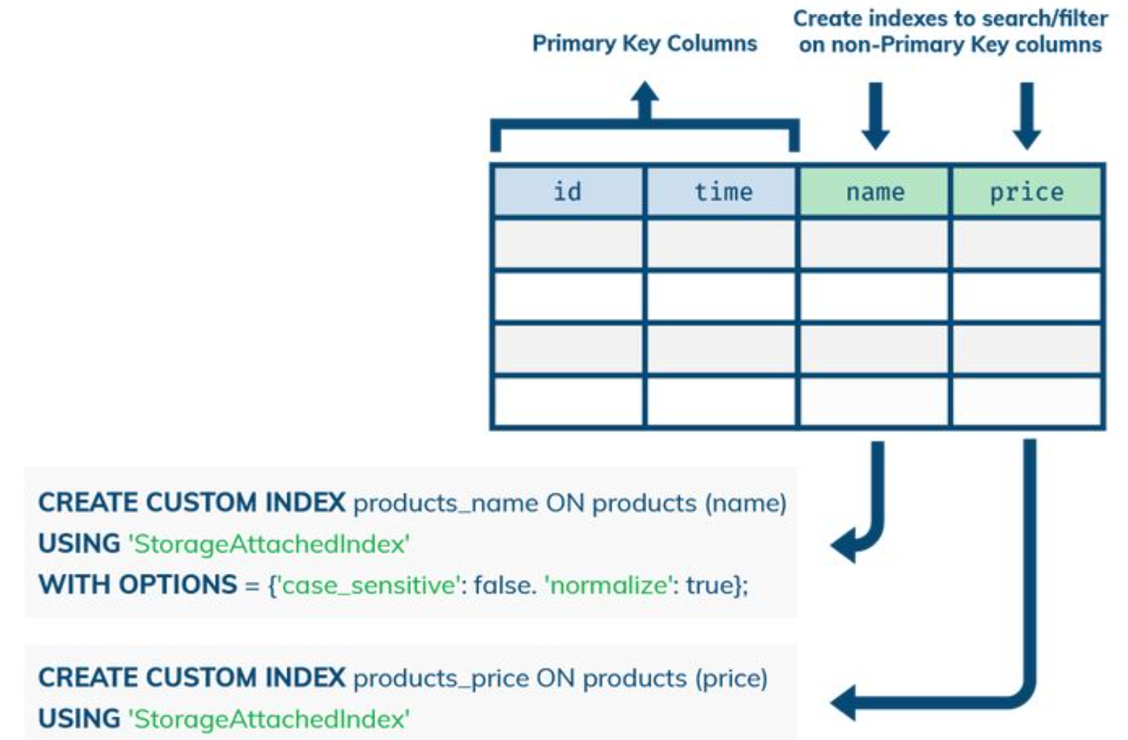 Primary Key Columns
Create indexes to search/filter
on non-Primary Key columns
id
time
name
price
CREATE CUSTOM INDEX products_name ON products (name)
USING 'StorageAttachedIndex'
WITH OPTIONS = {'case_sensitive': false. 'normalize': true};
CREATE CUSTOM INDEX products_price ON products (price)
USING 'StorageAttachedIndex'